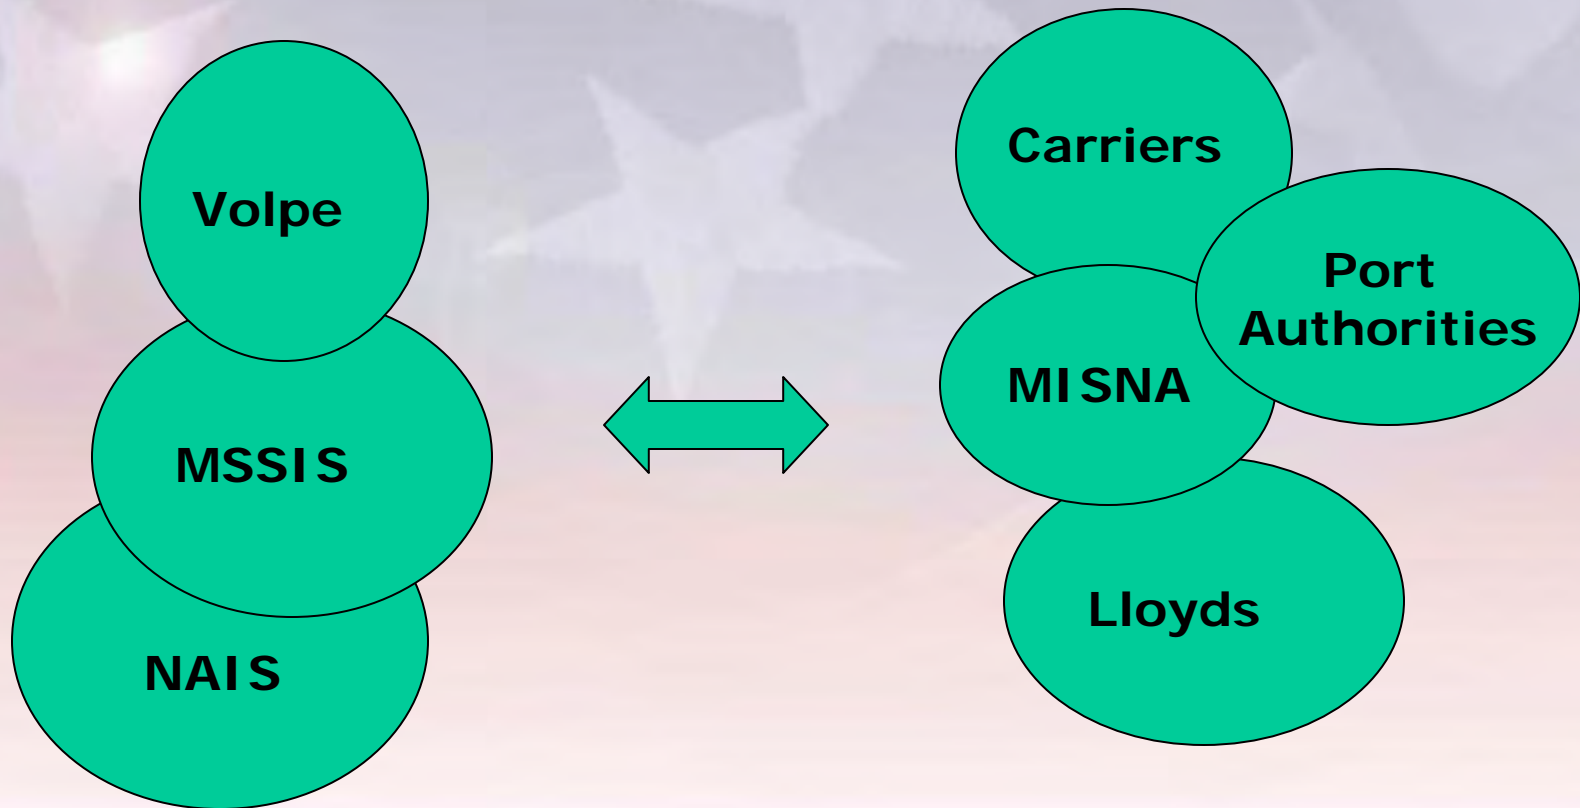 Volpe
MSSIS
NAIS
Carriers
Port
Authorities
MISNA
Lloyds